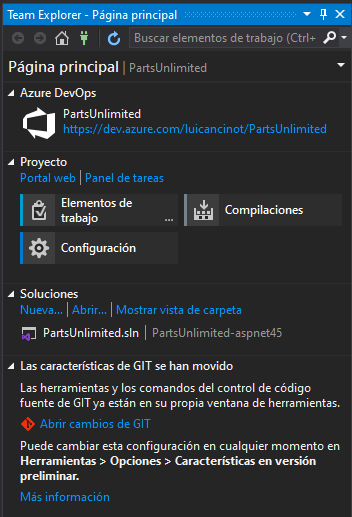 Team Explorer - Página principal
Buscar elementos de trabajo (Ctrl+
Página principal | PartsUnlimited
Azure DevOps
PartsUnlimited
https://dev.azure.com/luicancinot/PartsUnlimited
Proyecto
Portal web | Panel de tareas
Elementos de
trabajo
...
Compilaciones
Configuración
Soluciones
Nueva... | Abrir... | Mostrar vista de carpeta
PartsUnlimited.sln | PartsUnlimited-aspnet45
Las características de GIT se han movido
Las herramientas y los comandos del control de código
fuente de GIT ya están en su propia ventana de herramientas.
Abrir cambios de GIT
Puede cambiar esta configuración en cualquier momento en
Herramientas > Opciones > Características en versión
preliminar.
Más información